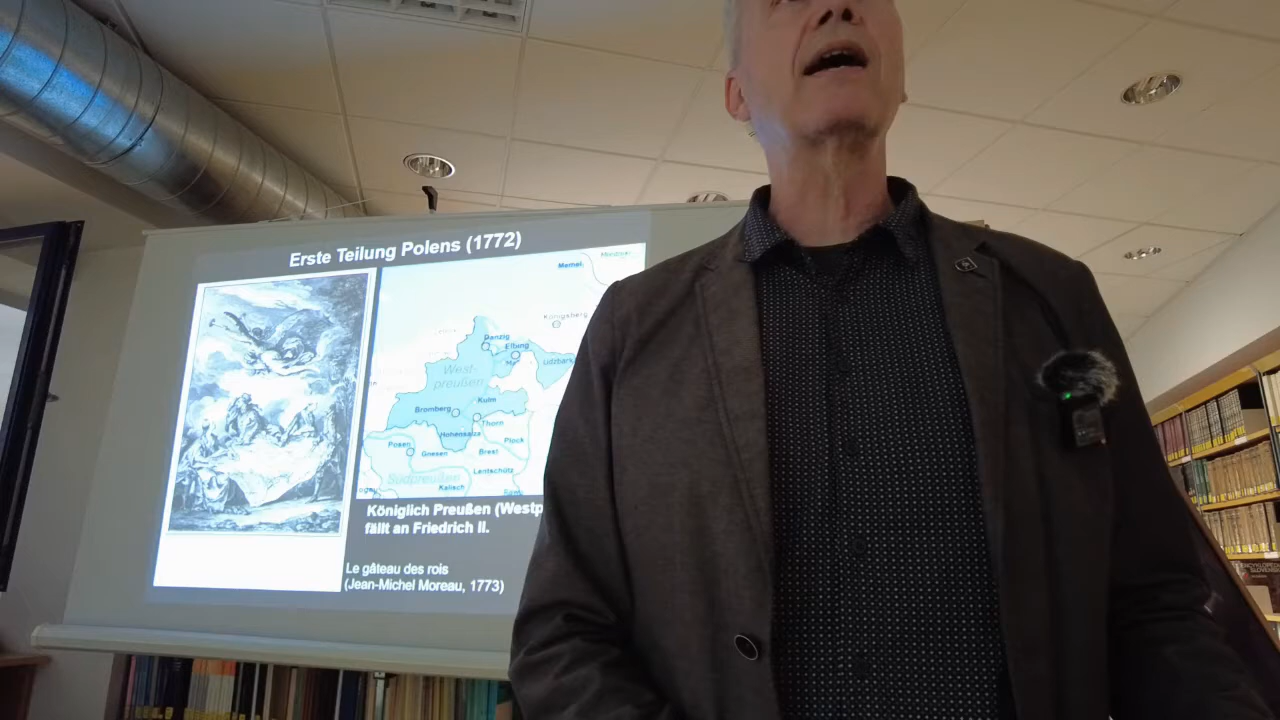 Erste Teilung Polens (1772)
Memel
Königsberg
Danzig
Elbing
West-
preußen
Lidzbark
Bromberg
Kulm
Thorn
Hohensalza
Posen
Gnesen
Plock
Brest
Lentschütz
Südpreußen
Kalisch
Königlich Preußen (Westp
fällt an Friedrich II.
Le gâteau des rois
(Jean-Michel Moreau, 1773)